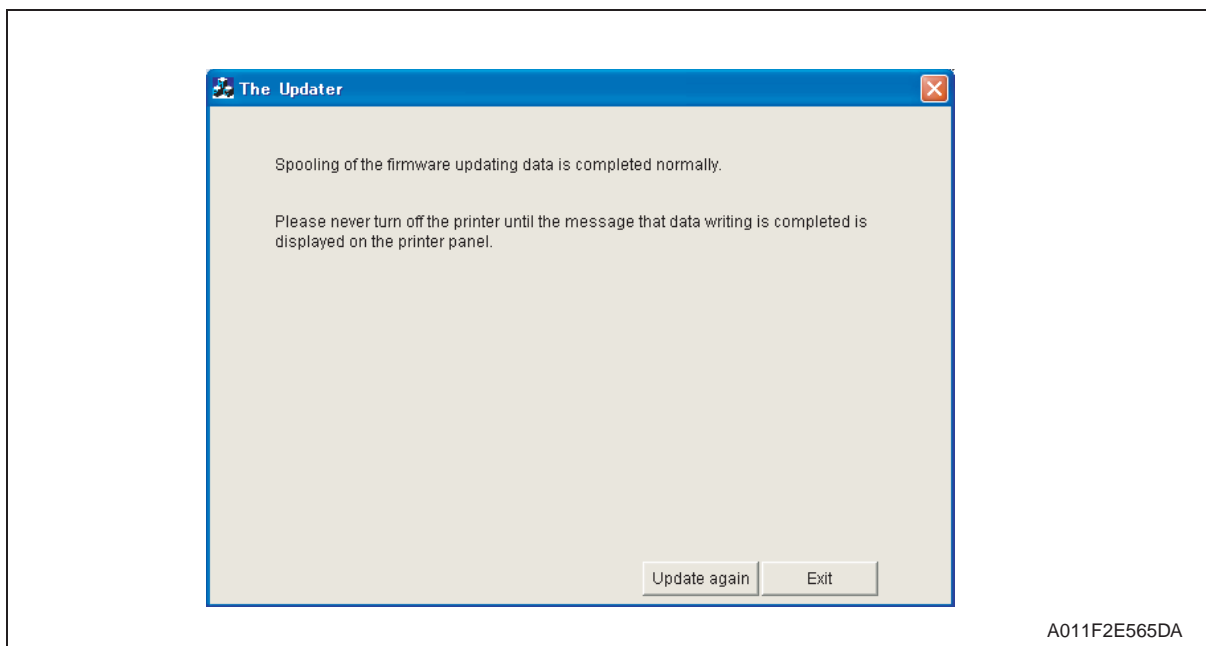 The Updater
Spooling of the firmware updating data is completed normally.
Please never turn off the printer until the message that data writing is completed is
displayed on the printer panel.
Update again Exit
A011F2E565DA